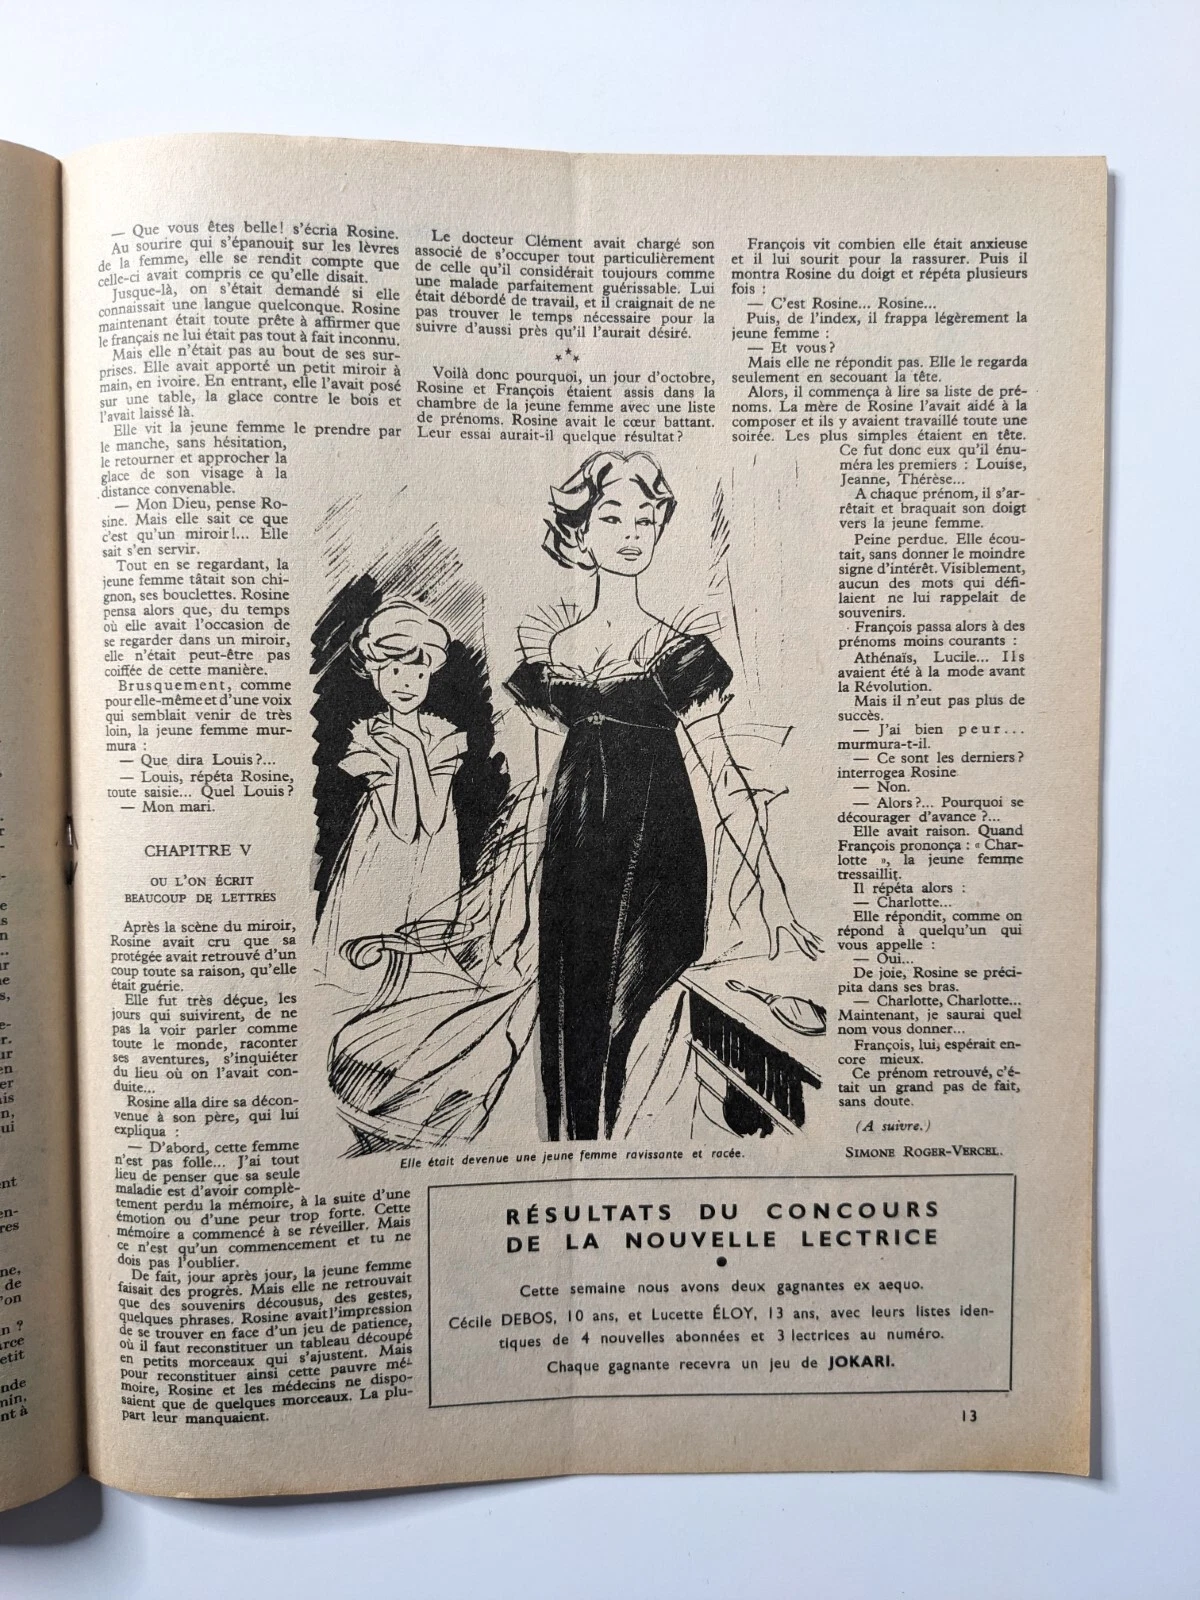 — Que vous êtes belle! s'écria Rosine.
Au sourire qui s'épanouit sur les lèvres
de la femme, elle se rendit compte que
celle-ci avait compris ce qu'elle disait.
Jusque-là, on s'était demandé si elle
connaissait une langue quelconque. Rosine
maintenant était toute prête à affirmer que
le français ne lui était pas tout à fait inconnu.
Mais elle n'était pas au bout de ses sur-
prises. Elle avait apporté un petit miroir à
main, en ivoire. En entrant, elle l'avait posé
sur une table, la glace contre le bois et
l'avait laissé là.
Elle vit la jeune femme le prendre par
le manche, sans hésitation,
le retourner et approcher la
glace de son visage à la
distance convenable.
— Mon Dieu, pense Ro-
sine. Mais elle sait ce que
c'est qu'un miroir!... Elle
sait s'en servir.
Tout en se regardant, la
jeune femme tâtait son chi-
gnon, ses bouclettes. Rosine
pensa alors que, du temps
où elle avait l'occasion de
se regarder dans un miroir,
elle n'était peut-être pas
coiffée de cette manière.
Brusquement, comme
pour elle-même et d'une voix
qui semblait venir de très
loin, la jeune femme mur-
mura :
— Que dira Louis?...
— Louis, répéta Rosine,
toute saisie... Quel Louis?
— Mon mari.
CHAPITRE V
OU L'ON ÉCRIT
BEAUCOUP DE LETTRES
Après la scène du miroir,
Rosine avait cru que sa
protégée avait retrouvé d'un
coup toute sa raison, qu'elle
était guérie.
Elle fut très déçue, les
jours qui suivirent, de ne
pas la voir parler comme
toute le monde, raconter
ses aventures, s'inquiéter
du lieu où on l'avait con-
duite...
Rosine alla dire sa décon-
venue à son père, qui lui
expliqua :
— D'abord, cette femme
n'est pas folle... J'ai tout
lieu de penser que sa seule
maladie est d'avoir complè-
tement perdu la mémoire, à la suite d'une
émotion ou d'une peur trop forte. Cette
mémoire a commencé à se réveiller. Mais
ce n'est qu'un commencement et tu ne
dois pas l'oublier.
De fait, jour après jour, la jeune femme
faisait des progrès. Mais elle ne retrouvait
que des souvenirs décousus, des gestes,
quelques phrases. Rosine avait l'impression
de se trouver en face d'un jeu de patience,
où il faut reconstituer un tableau découpé
en petits morceaux qui s'ajustent. Mais
pour reconstituer ainsi cette pauvre mé-
moire, Rosine et les médecins ne dispo-
saient que de quelques morceaux. La plu-
part leur manquaient.
Le docteur Clément avait chargé son
associé de s'occuper tout particulièrement
de celle qu'il considérait toujours comme
une malade parfaitement guérissable. Lui
était débordé de travail, et il craignait de ne
pas trouver le temps nécessaire pour la
suivre d'aussi près qu'il l'aurait désiré.
***
Voilà donc pourquoi, un jour d'octobre,
Rosine et François étaient assis dans la
chambre de la jeune femme avec une liste
de prénoms. Rosine avait le cœur battant.
Leur essai aurait-il quelque résultat?
Elle était devenue une jeune femme ravissante et racée.
François vit combien elle était anxieuse
et il lui sourit pour la rassurer. Puis il
montra Rosine du doigt et répéta plusieurs
fois :
— C'est Rosine... Rosine...
Puis, de l'index, il frappa légèrement la
jeune femme :
— Et vous?
Mais elle ne répondit pas. Elle le regarda
seulement en secouant la tête.
Alors, il commença à lire sa liste de pré-
noms. La mère de Rosine l'avait aidé à la
composer et ils y avaient travaillé toute une
soirée. Les plus simples étaient en tête.
Ce fut donc eux qu'il énu-
méra les premiers : Louise,
Jeanne, Thérèse...
A chaque prénom, il s'ar-
rêtait et braquait son doigt
vers la jeune femme.
Peine perdue. Elle écou-
tait, sans donner le moindre
signe d'intérêt. Visiblement,
aucun des mots qui défi-
laient ne lui rappelait de
souvenirs.
François passa alors à des
prénoms moins courants :
Athénaïs, Lucile... Ils
avaient été à la mode avant
la Révolution.
Mais il n'eut pas plus de
succès.
— J'ai bien peur...
murmura-t-il.
— Ce sont les derniers?
interrogea Rosine
— Non.
— Alors?... Pourquoi se
décourager d'avance ?...
Elle avait raison. Quand
François prononça : « Char-
lotte », la jeune femme
tressaillit.
Il répéta alors :
— Charlotte...
Elle répondit, comme on
répond à quelqu'un qui
vous appelle :
— Oui...
De joie, Rosine se préci-
pita dans ses bras.
— Charlotte, Charlotte...
Maintenant, je saurai quel
nom vous donner...
François, lui, espérait en-
core mieux.
Ce prénom retrouvé, c'é-
tait un grand pas de fait,
sans doute.
(A suivre.)
SIMONE ROGER-VERCEL.
RÉSULTATS DU CONCOURS
DE LA NOUVELLE LECTRICE
Cette semaine nous avons deux gagnantes ex aequo.
Cécile DEBOS, 10 ans, et Lucette ÉLOY, 13 ans, avec leurs listes iden-
tiques de 4 nouvelles abonnées et 3 lectrices au numéro.
Chaque gagnante recevra un jeu de JOKARI.
13